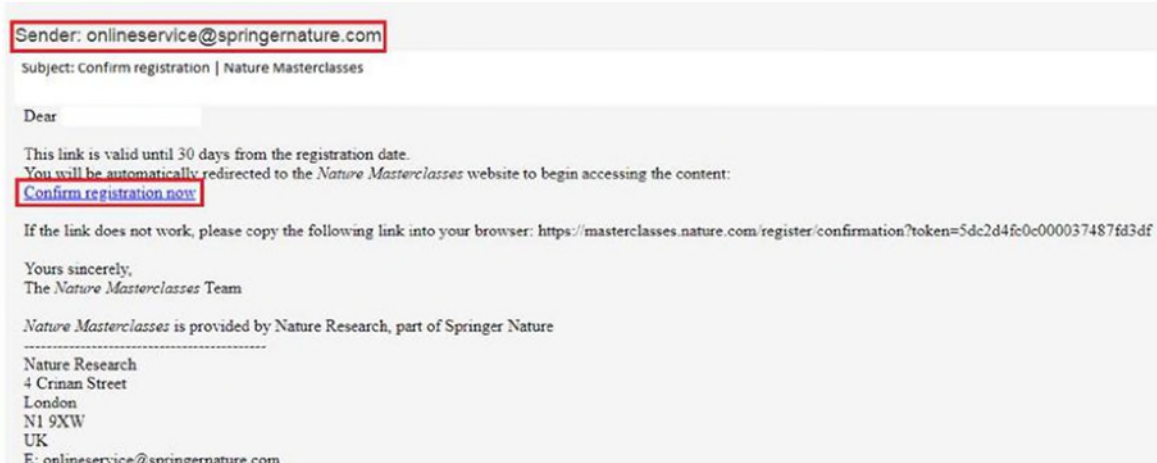 Sender: onlineservice@springernature.com
Subject: Confirm registration | Nature Masterclasses
Dear
This link is valid until 30 days from the registration date.
You will be automatically redirected to the Nature Masterclasses website to begin accessing the content:
Confirm registration now
If the link does not work, please copy the following link into your browser: https://masterclasses.nature.com/register/confirmation?token=5dc2d4fc0c000037487fd3df
Yours sincerely,
The Nature Masterclasses Team
Nature Masterclasses is provided by Nature Research, part of Springer Nature
--------------------------------------------
Nature Research
4 Crinan Street
London
N1 9XW
UK
E: onlineservice@springernature.com